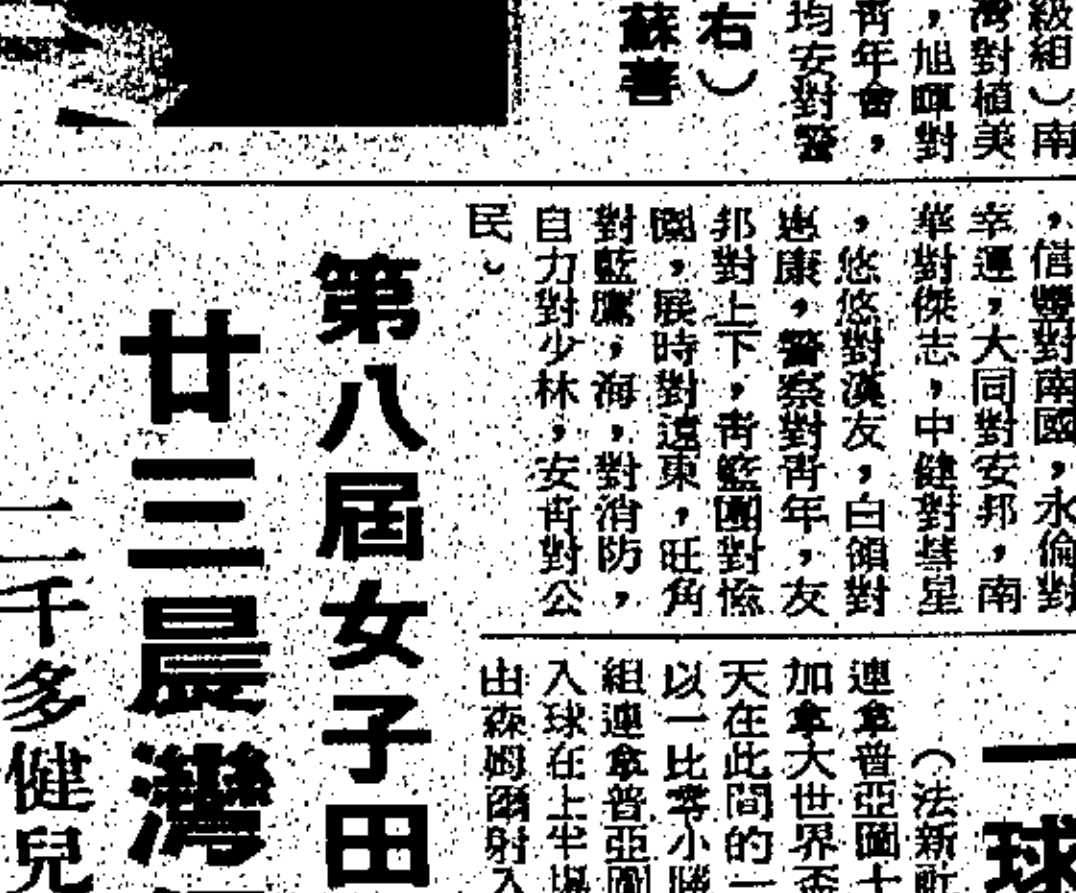 級組）南
灣對植美
，旭暉對
青年會，
均安對警
右）
蘇善
，僑豐對南國，永倫對
幸運，大同對安邦，南
華對傑志，中健對彗星
，悠悠對漢友，白領對
惠康，警察對青年，友
邦對上下，青籃團對
，展時對遠東，旺角
對藍鷹，海，對消防，
自力對少林，安青對公
民。
第八屆女子田
廿三晨灣
二千多健兒
一球
（法新
連拿普亞圖十
加拿大世界盃
天在此間的一
以一比零小勝
組連拿普亞圖
入球在上半場
出森姆爾射入